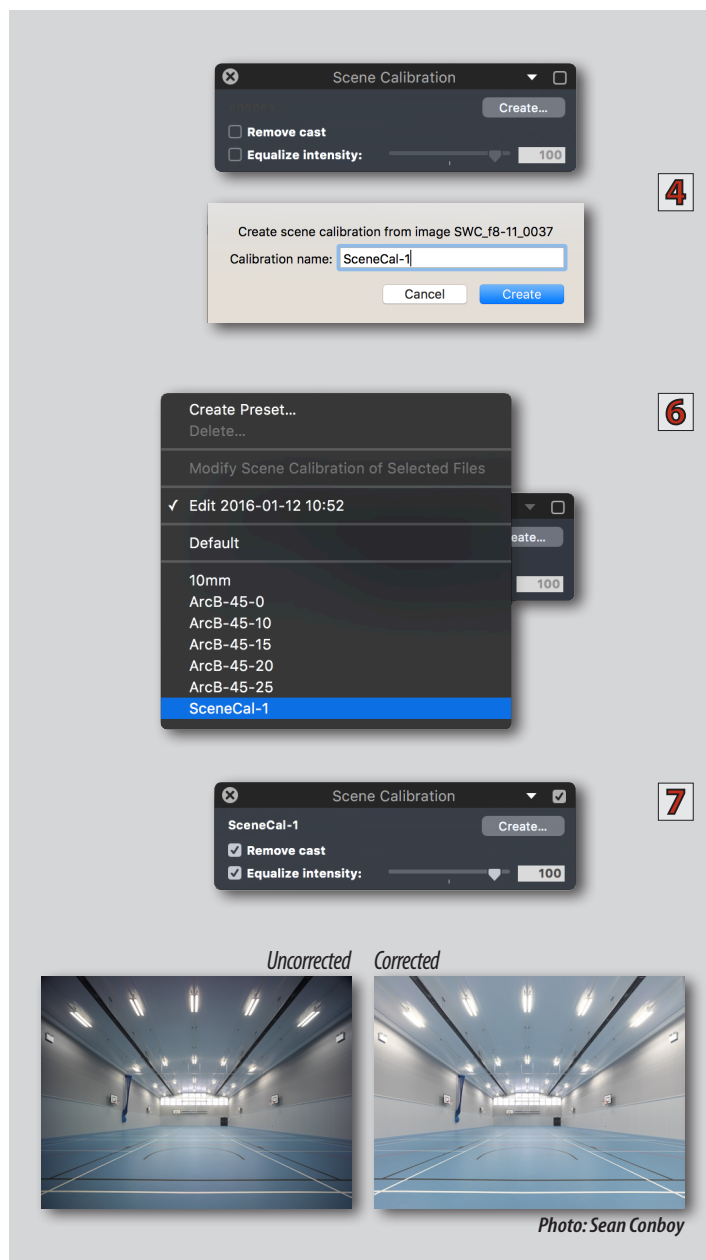 Scene Calibration
Create...
Remove cast
Equalize intensity: 100
4
Create scene calibration from image SWC_f8-11_0037
Calibration name: SceneCal-1
Cancel Create
6
Create Preset...
Delete...
Modify Scene Calibration of Selected Files
✓ Edit 2016-01-12 10:52
eate...
Default
100
10mm
ArcB-45-0
ArcB-45-10
ArcB-45-15
ArcB-45-20
ArcB-45-25
SceneCal-1
Scene Calibration
7
SceneCal-1 Create...
Remove cast
Equalize intensity: 100
Uncorrected Corrected
Photo: Sean Conboy